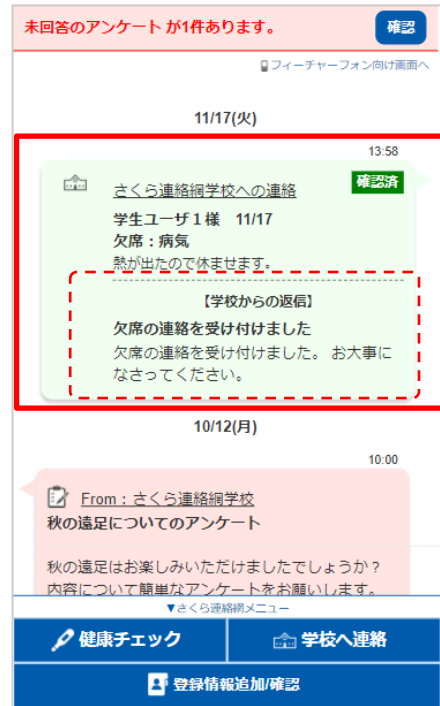 未回答のアンケート が1件あります。
確認
フィーチャーフォン向け画面へ
11/17(火)
13:58
さくら連絡網学校への連絡
確認済
学生ユーザ１様　11/17
欠席：病気
熱が出たので休ませます。
【学校からの返信】
欠席の連絡を受け付けました
欠席の連絡を受け付けました。 お大事に
なさってください。
10/12(月)
10:00
From：さくら連絡網学校
秋の遠足についてのアンケート
秋の遠足はお楽しみいただけましたでしょうか？
内容について簡単なアンケートをお願いします。
▼さくら連絡網メニュー
健康チェック
学校へ連絡
登録情報追加/確認